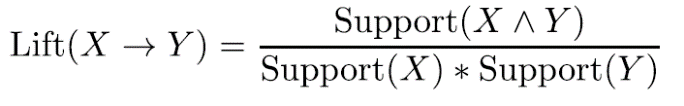 Lift(X → Y) = Support(X ∧ Y) / Support(X) ∗ Support(Y)